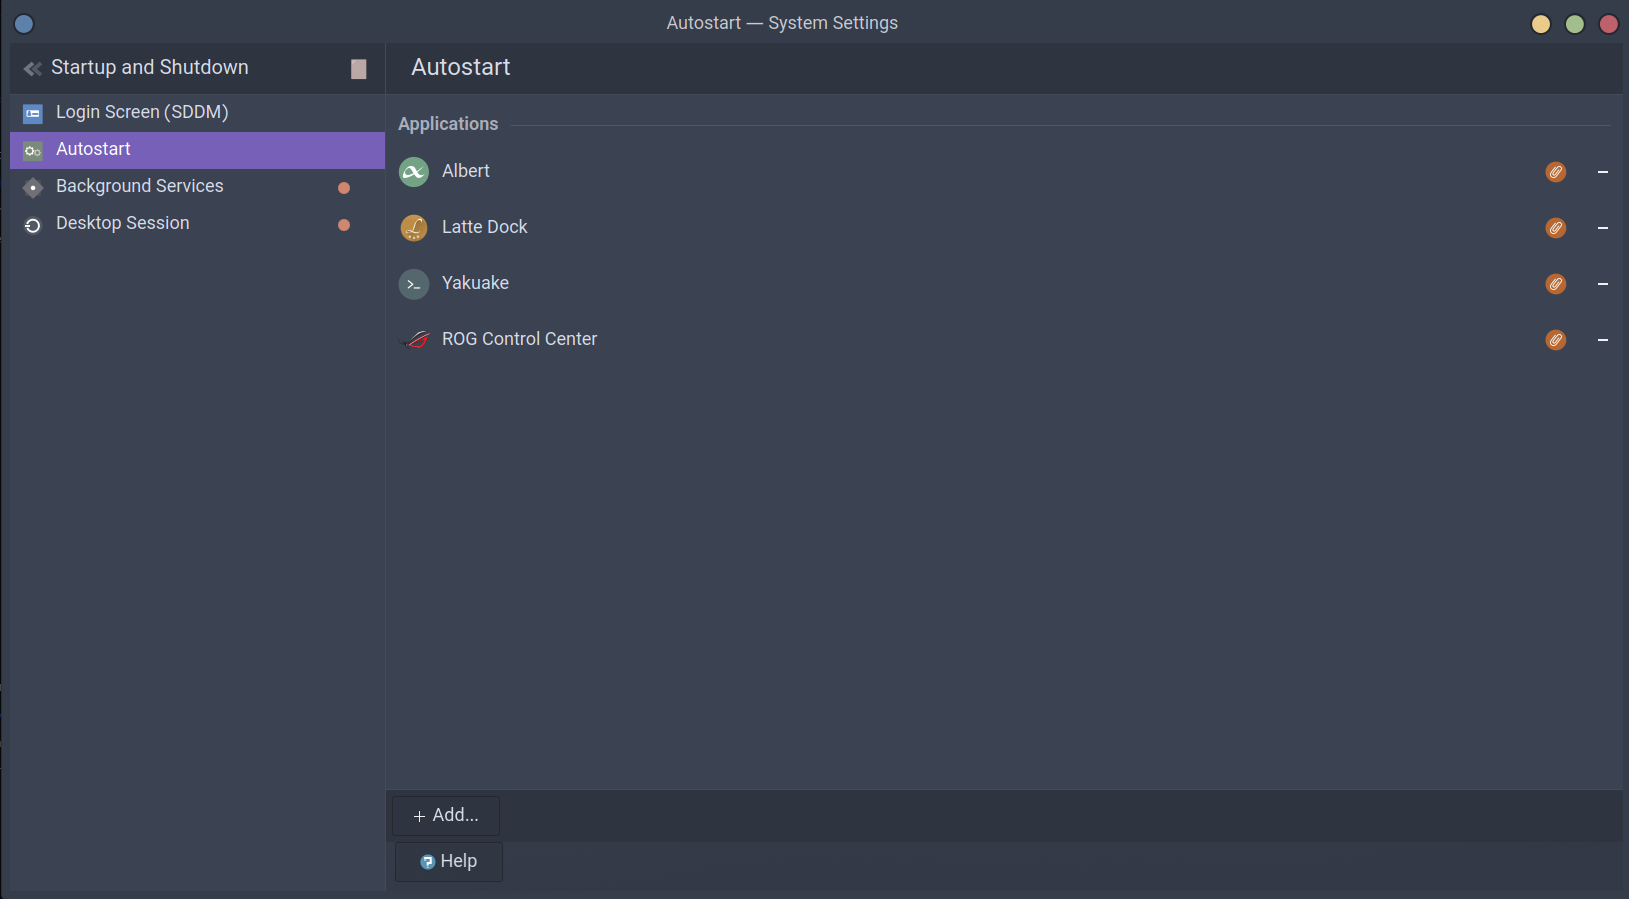 Autostart — System Settings
Startup and Shutdown
Autostart
Login Screen (SDDM)
Autostart
Background Services
Desktop Session
Applications
Albert
Latte Dock
Yakuake
ROG Control Center
+ Add...
Help